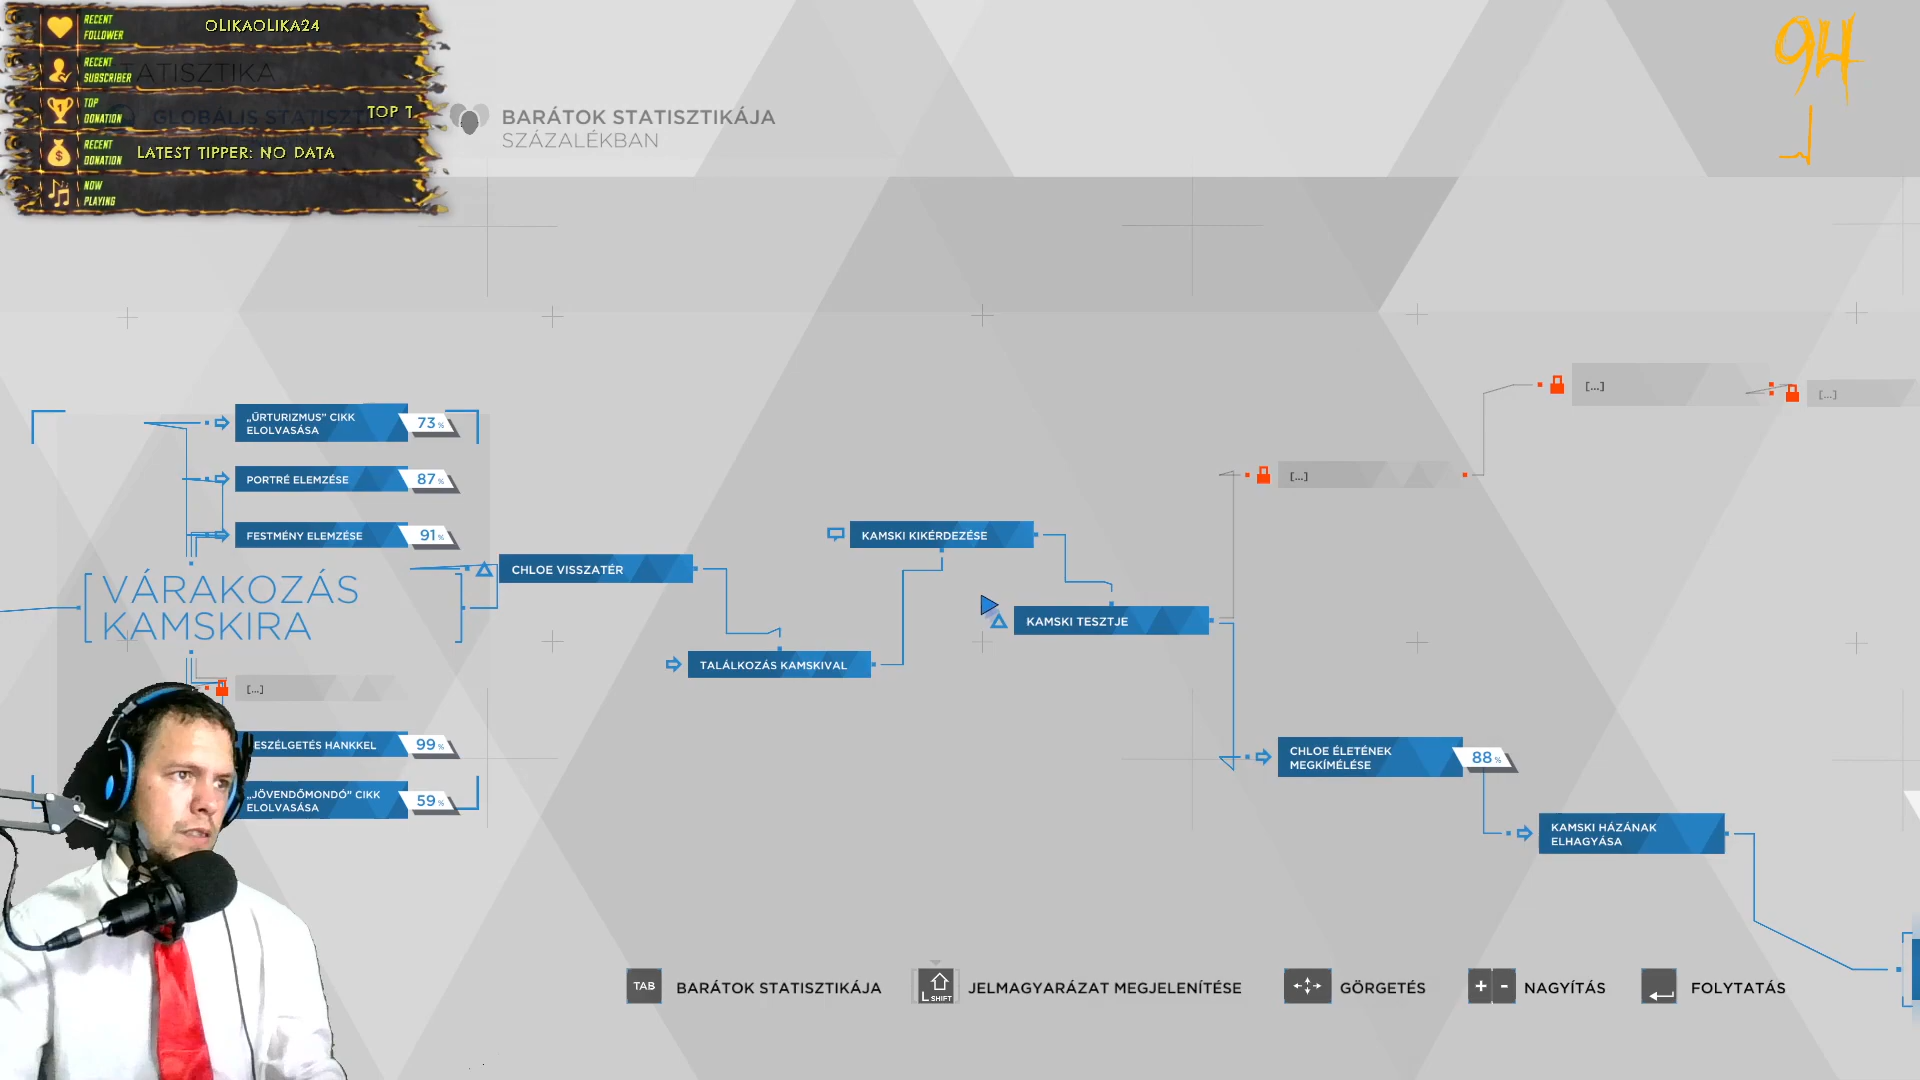 RECENT FOLLOWER
OLIKAOLIKA24
RECENT SUBSCRIBER
TATISZTIKA
TOP DONATION
GLOBÁLIS STATISZT
TOP T
RECENT DONATION
LATEST TIPPER: NO DATA
NOW PLAYING
BARÁTOK STATISZTIKÁJA
SZÁZALÉKBAN
94
[...]
[...]
„ŰRTURIZMUS” CIKK
ELOLVASÁSA
73%
PORTRÉ ELEMZÉSE
87%
FESTMÉNY ELEMZÉSE
91%
VÁRAKOZÁS
KAMSKIRA
[...]
ESZÉLGETÉS HANKKEL
99%
„JÖVENDŐMONDÓ” CIKK
ELOLVASÁSA
59%
CHLOE VISSZATÉR
TALÁLKOZÁS KAMSKIVAL
KAMSKI KIKÉRDEZÉSE
KAMSKI TESZTJE
[...]
CHLOE ÉLETÉNEK
MEGKÍMÉLÉSE
88%
KAMSKI HÁZÁNAK
ELHAGYÁSA
TAB BARÁTOK STATISZTIKÁJA
L SHIFT JELMAGYARÁZAT MEGJELENÍTÉSE
GÖRGETÉS
+ - NAGYÍTÁS
FOLYTATÁS